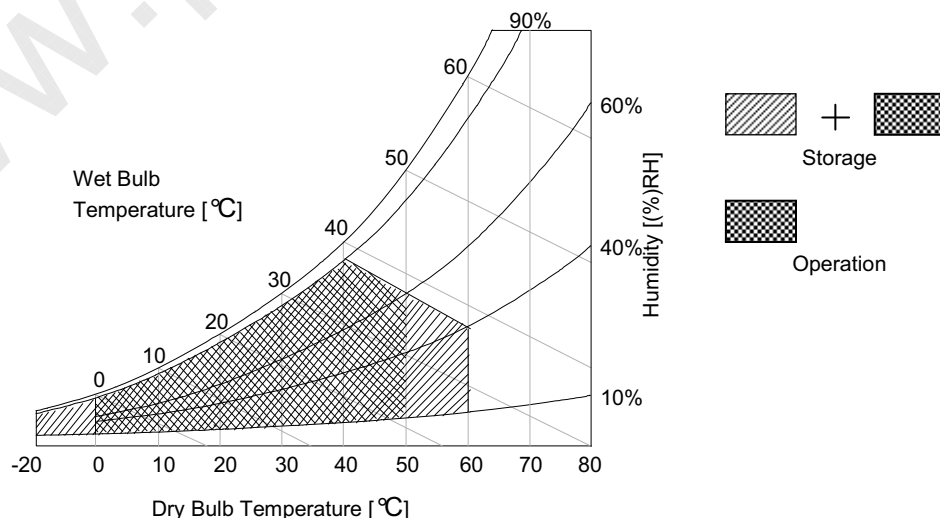 90%
60
60%
50
Wet Bulb
Temperature [℃]
40
30
20
10
0
Humidity [(%)RH]
40%
10%
-20 0 10 20 30 40 50 60 70 80
Dry Bulb Temperature [℃]
+
Storage
Operation